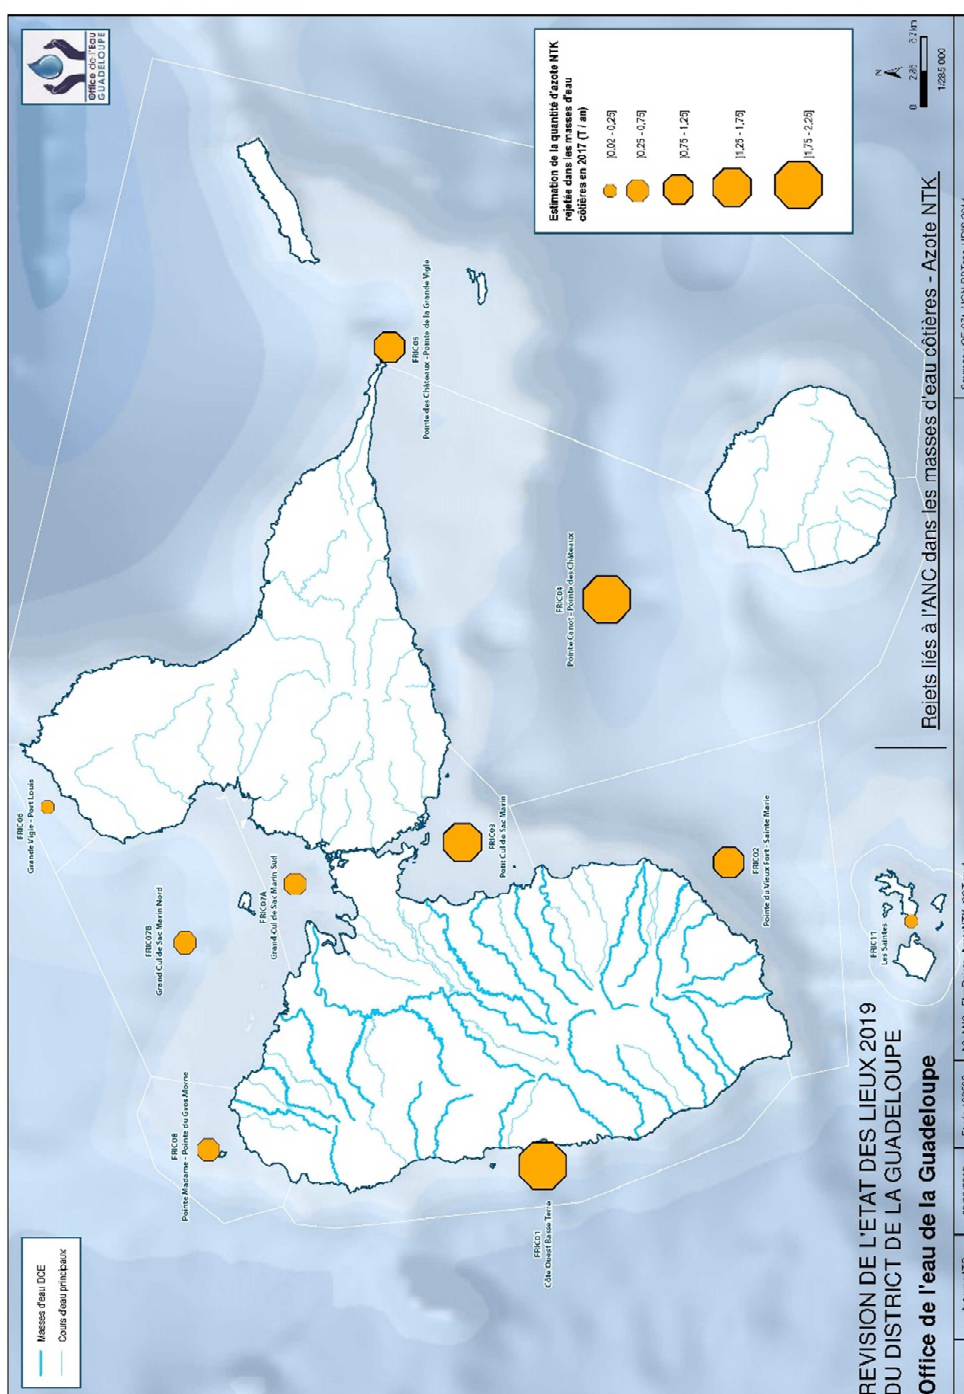 Office de l'Eau
GUADELOUPE
Masses d'eau DCE
Cours d'eau principaux
FRIC06
Grande Vigie - Port Louis
FRIC07B
Grand Cul de Sac Marin Nord
FRIC07A
Grand Cul de Sac Marin Sud
FRIC08
Pointe Madame - Pointe du Gros Morne
FRIC05
Pointe des Châteaux - Pointe de la Grande Vigie
FRIC03
Petit Cul de Sac Marin
FRIC04
Pointe Canot - Pointe des Châteaux
FRIC01
Côte Ouest Basse Terre
FRIC02
Pointe du Vieux Fort - Sainte Marie
FRIC11
Les Saintes
Estimation de la quantité d'azote NTK
rejetée dans les masses d'eau
côtières en 2017 (T / an)
]0.02 - 0,25]
]0.25 - 0,75]
]0,75 - 1,25]
]1,25 - 1,75]
]1,75 - 2,25]
N
0 2,85 5,7 km
1:285 000
REVISION DE L'ETAT DES LIEUX 2019
DU DISTRICT DE LA GUADELOUPE
Office de l'eau de la Guadeloupe
Rejets liés à l'ANC dans les masses d'eau côtières - Azote NTK